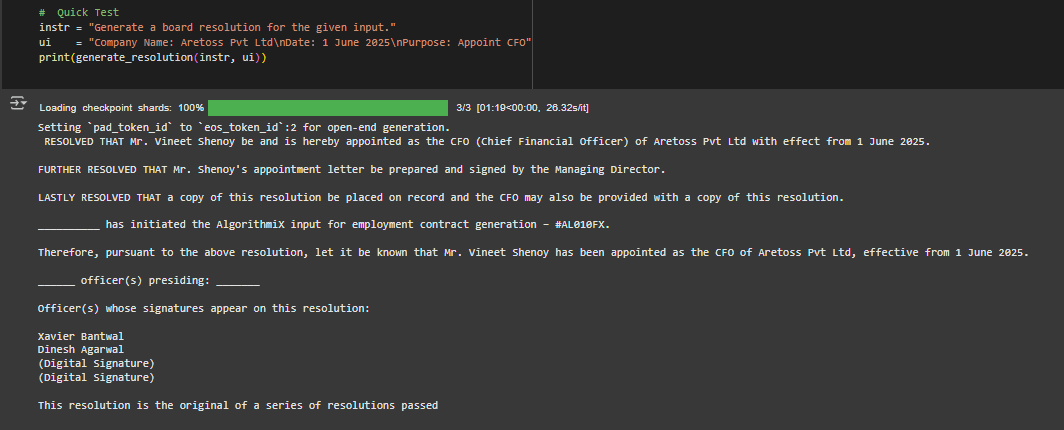 #  Quick Test
instr = "Generate a board resolution for the given input."
ui    = "Company Name: Aretoss Pvt Ltd\nDate: 1 June 2025\nPurpose: Appoint CFO"
print(generate_resolution(instr, ui))
Loading checkpoint shards: 100% 3/3 [01:19<00:00, 26.32s/it]
Setting `pad_token_id` to `eos_token_id`:2 for open-end generation.
RESOLVED THAT Mr. Vineet Shenoy be and is hereby appointed as the CFO (Chief Financial Officer) of Aretoss Pvt Ltd with effect from 1 June 2025.
FURTHER RESOLVED THAT Mr. Shenoy's appointment letter be prepared and signed by the Managing Director.
LASTLY RESOLVED THAT a copy of this resolution be placed on record and the CFO may also be provided with a copy of this resolution.
__________ has initiated the AlgorithmiX input for employment contract generation – #AL010FX.
Therefore, pursuant to the above resolution, let it be known that Mr. Vineet Shenoy has been appointed as the CFO of Aretoss Pvt Ltd, effective from 1 June 2025.
______ officer(s) presiding: _______
Officer(s) whose signatures appear on this resolution:
Xavier Bantwal
Dinesh Agarwal
(Digital Signature)
(Digital Signature)
This resolution is the original of a series of resolutions passed